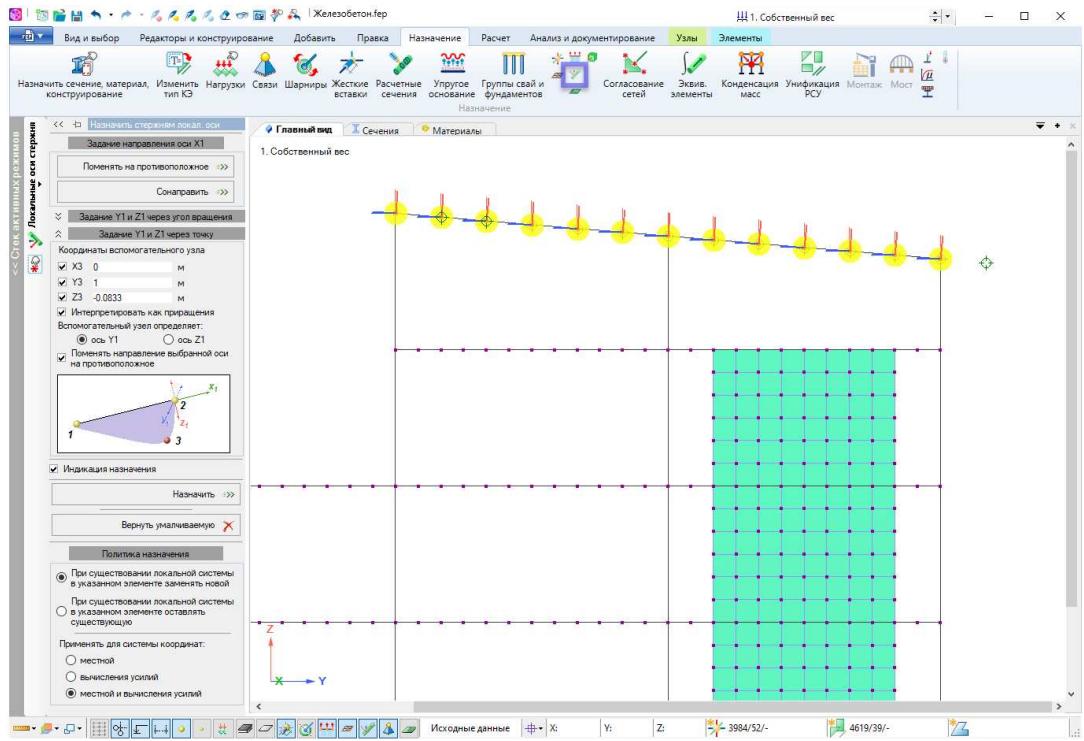 Железобетон.fep
1. Собственный вес
Вид и выбор
Редакторы и конструирование
Добавить
Правка
Назначение
Расчет
Анализ и документирование
Узлы
Элементы
Назначить сечение, материал, конструирование
Изменить тип КЭ
Нагрузки
Связи
Шарниры
Жесткие вставки
Расчетные сечения
Упругое основание
Группы свай и фундаментов
Согласование сетей
Эквив. элементы
Конденсация масс
Унификация РСУ
Монтаж
Мост
Назначение
<< Стек активных режимов
Локальные оси стержня
<<
Назначить стержням локал. оси
Задание направления оси X1
Поменять на противоположное
Сонаправить
Задание Y1 и Z1 через угол вращения
Задание Y1 и Z1 через точку
Координаты вспомогательного узла
X3 0 м
Y3 1 м
Z3 -0.0833 м
Интерпретировать как приращения
Вспомогательный узел определяет:
ось Y1
ось Z1
Поменять направление выбранной оси
на противоположное
X1
2
Y1
Z1
1
3
Индикация назначения
Назначить
Вернуть умалчиваемую
Политика назначения
При существовании локальной системы
в указанном элементе заменять новой
При существовании локальной системы
в указанном элементе оставлять
существующую
Применять для системы координат:
местной
вычисления усилий
местной и вычисления усилий
Главный вид
Сечения
Материалы
1. Собственный вес
Z
X
Y
Исходные данные
X:
Y:
Z:
3984/52/-
4619/39/-